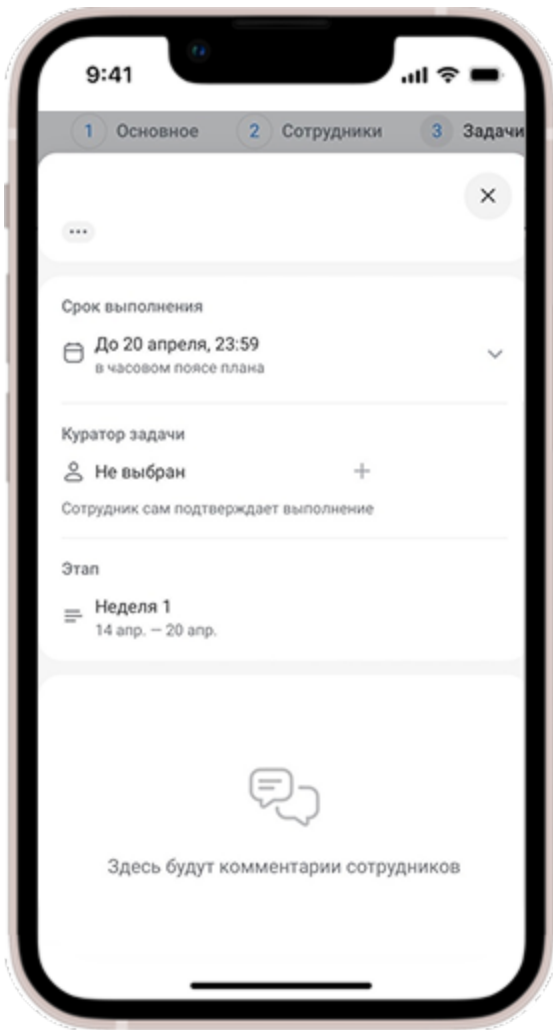 9:41
1 Основное 2 Сотрудники 3 Задачи
Срок выполнения
До 20 апреля, 23:59
в часовом поясе плана
Куратор задачи
Не выбран
Сотрудник сам подтверждает выполнение
Этап
Неделя 1
14 апр. — 20 апр.
Здесь будут комментарии сотрудников